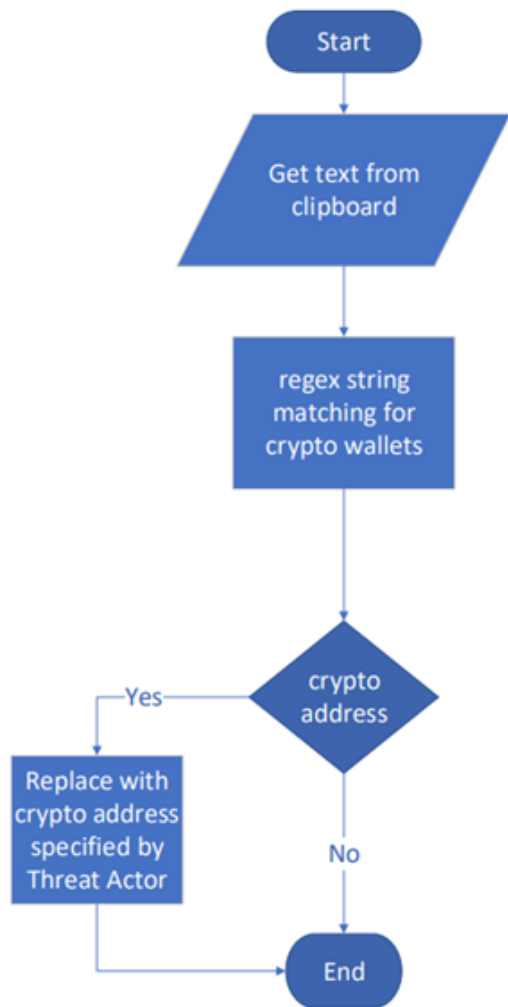 Start
Get text from
clipboard
regex string
matching for
crypto wallets
crypto
address
Yes
Replace with
crypto address
specified by
Threat Actor
No
End